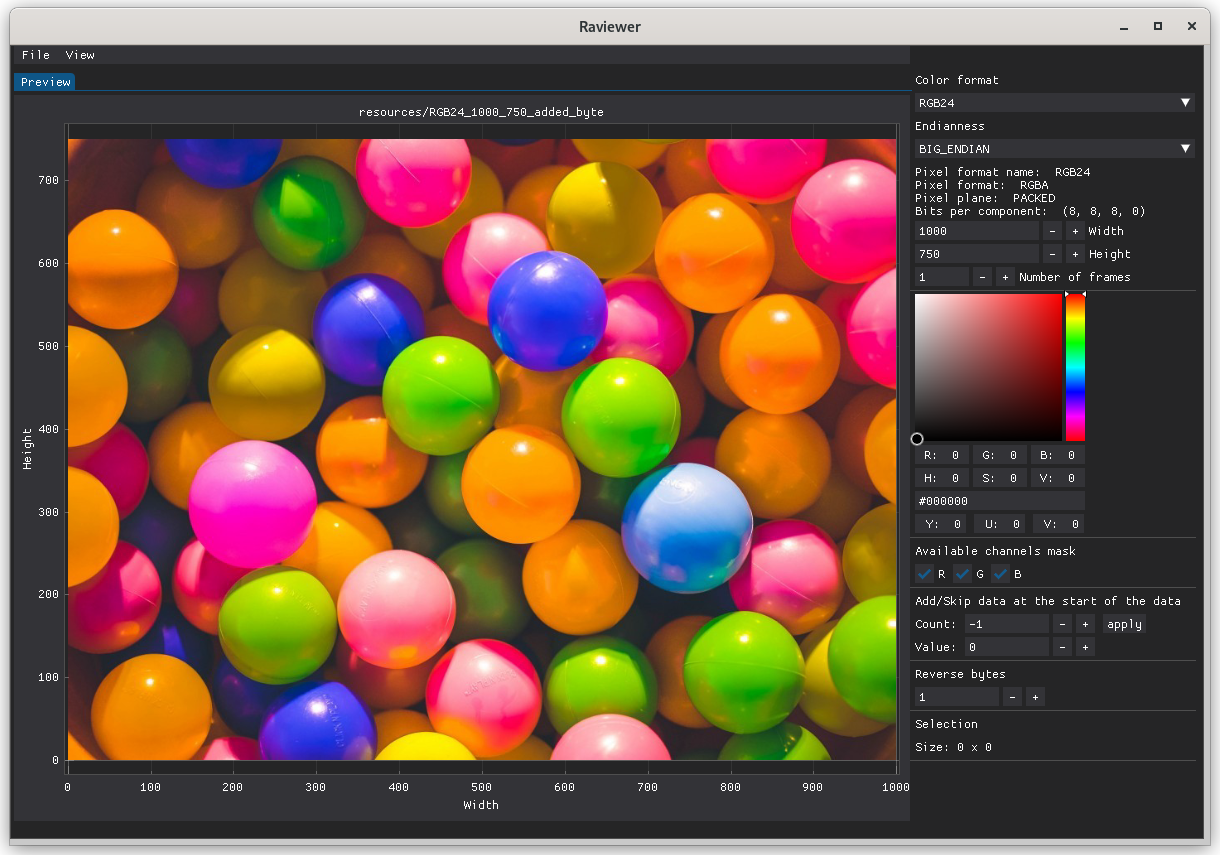 Raviewer
File View
Preview
resources/RGB24_1000_750_added_byte
Height
700
600
500
400
300
200
100
0
0 100 200 300 400 500 600 700 800 900 1000
Width
Color format
RGB24
Endianness
BIG_ENDIAN
Pixel format name: RGB24
Pixel format: RGBA
Pixel plane: PACKED
Bits per component: (8, 8, 8, 0)
1000 - + Width
750 - + Height
1 - + Number of frames
R: 0 G: 0 B: 0
H: 0 S: 0 V: 0
#000000
Y: 0 U: 0 V: 0
Available channels mask
R G B
Add/Skip data at the start of the data
Count: -1 - + apply
Value: 0 - +
Reverse bytes
1 - +
Selection
Size: 0 x 0